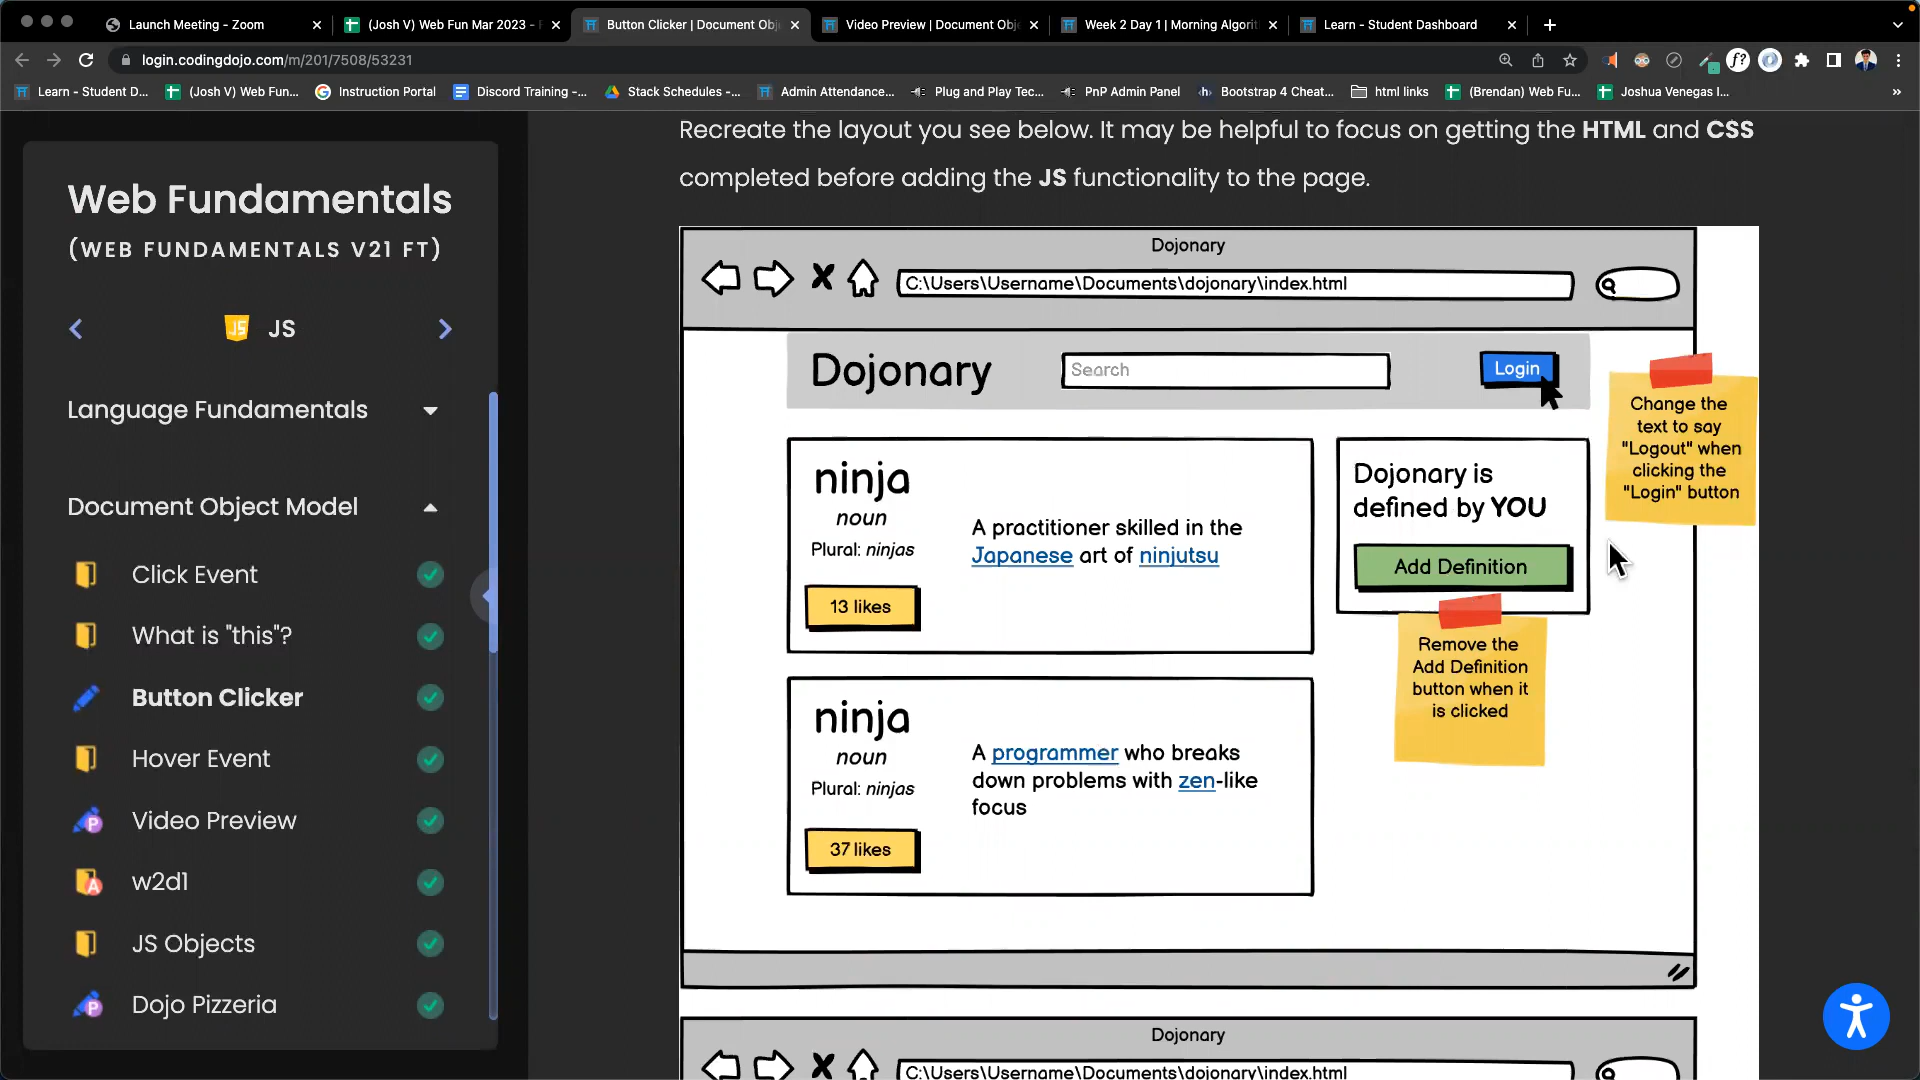 Launch Meeting - Zoom
(Josh V) Web Fun Mar 2023 -
Button Clicker | Document Obj
Video Preview | Document Obje
Week 2 Day 1 | Morning Algorit
Learn - Student Dashboard
login.codingdojo.com/m/201/7508/53231
f?
Learn - Student D...
(Josh V) Web Fun...
Instruction Portal
Discord Training -...
Stack Schedules -...
Admin Attendance...
Plug and Play Tec...
PnP Admin Panel
Bootstrap 4 Cheat...
html links
(Brendan) Web Fu...
Joshua Venegas I...
»
Web Fundamentals
(WEB FUNDAMENTALS V21 FT)
JS JS
Language Fundamentals
Document Object Model
Click Event
What is "this"?
Button Clicker
Hover Event
Video Preview
w2d1
JS Objects
Dojo Pizzeria
Recreate the layout you see below. It may be helpful to focus on getting the HTML and CSS
completed before adding the JS functionality to the page.
Dojonary
C:\Users\Username\Documents\dojonary\index.html
Dojonary
Search
Login
Change the
text to say
"Logout" when
clicking the
"Login" button
ninja
noun
Plural: ninjas
13 likes
A practitioner skilled in the
Japanese art of ninjutsu
Dojonary is
defined by YOU
Add Definition
Remove the
Add Definition
button when it
is clicked
ninja
noun
Plural: ninjas
37 likes
A programmer who breaks
down problems with zen-like
focus
Dojonary
C:\Users\Username\Documents\dojonary\index.html